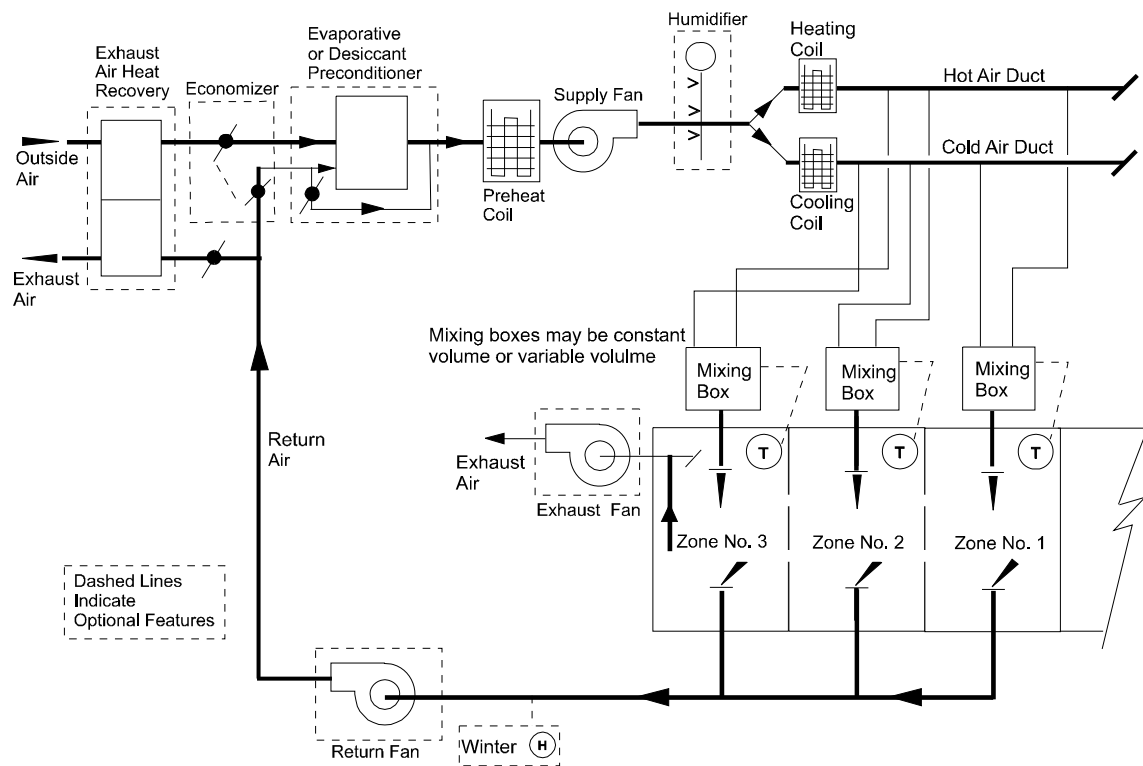 Humidifier
Heating
Coil
Evaporative
or Desiccant
Preconditioner
Exhaust
Air Heat
Recovery
Economizer
Supply Fan
Hot Air Duct
Outside
Air
Cold Air Duct
Preheat
Coil
Cooling
Coil
Exhaust
Air
Mixing boxes may be constant
volume or variable volulme
Mixing
Box
Mixing
Box
Mixing
Box
Return
Air
Exhaust
Air
T
T
T
Exhaust Fan
Zone No. 3
Zone No. 2
Zone No. 1
Dashed Lines
Indicate
Optional Features
Return Fan
Winter
H